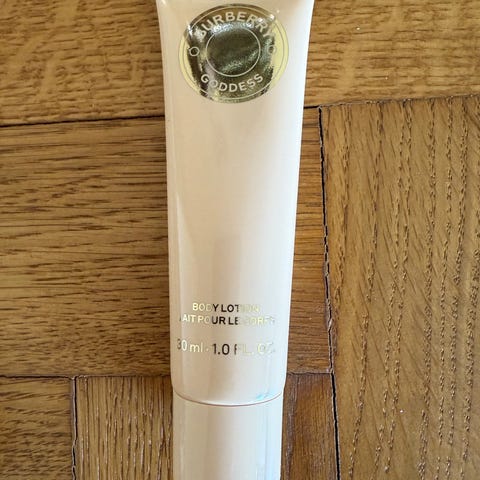 BURBERRY
GODDESS
BODY LOTION
LAIT POUR LE CORPS
30 ml - 1.0 FL. OZ.